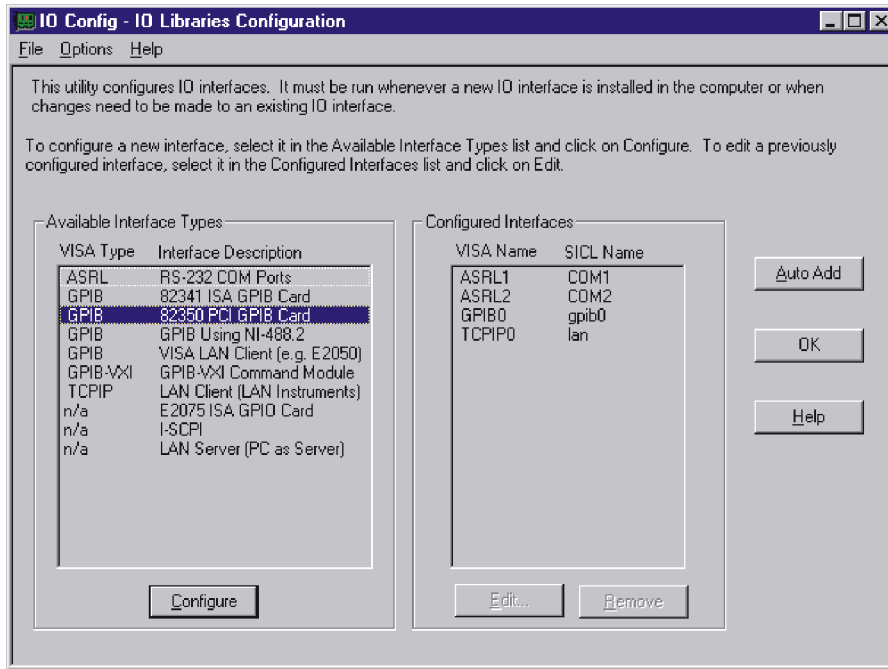 IO Config - IO Libraries Configuration
File Options Help
This utility configures IO interfaces. It must be run whenever a new IO interface is installed in the computer or when
changes need to be made to an existing IO interface.
To configure a new interface, select it in the Available Interface Types list and click on Configure. To edit a previously
configured interface, select it in the Configured Interfaces list and click on Edit.
Available Interface Types
VISA Type Interface Description
ASRL RS-232 COM Ports
GPIB 82341 ISA GPIB Card
GPIB 82350 PCI GPIB Card
GPIB GPIB Using NI-488.2
GPIB VISA LAN Client (e.g. E2050)
GPIB-VXI GPIB-VXI Command Module
TCPIP LAN Client (LAN Instruments)
n/a E2075 ISA GPIO Card
n/a I-SCPI
n/a LAN Server (PC as Server)
Configure
Configured Interfaces
VISA Name SICL Name
ASRL1 COM1
ASRL2 COM2
GPIB0 gpib0
TCPIP0 lan
Edit...
Remove
Auto Add
OK
Help